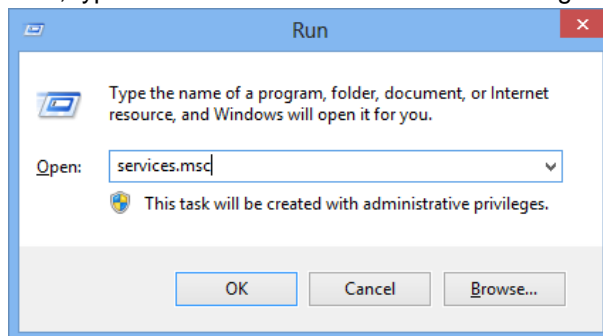 Run
Type the name of a program, folder, document, or Internet
resource, and Windows will open it for you.
Open: services.msc
This task will be created with administrative privileges.
OK Cancel Browse...